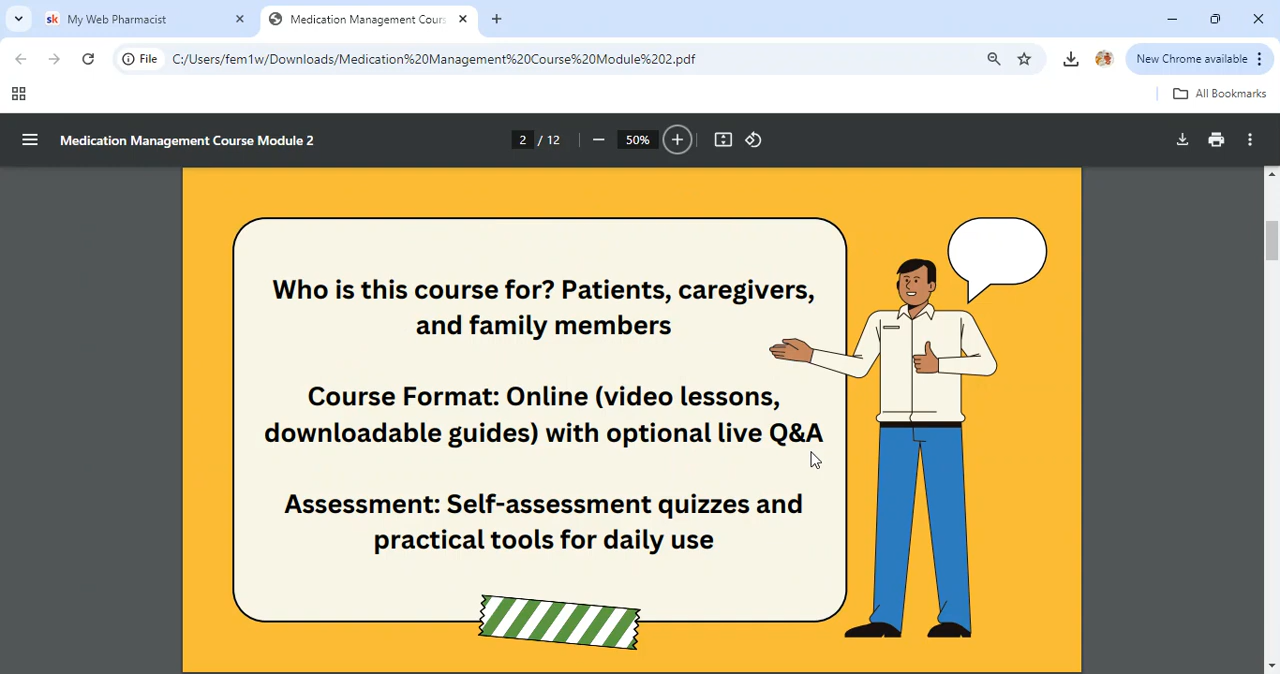 sk My Web Pharmacist
Medication Management Cours
File C:/Users/fem1w/Downloads/Medication%20Management%20Course%20Module%202.pdf
New Chrome available
All Bookmarks
Medication Management Course Module 2
2 / 12
50%
Who is this course for? Patients, caregivers,
and family members
Course Format: Online (video lessons,
downloadable guides) with optional live Q&A
Assessment: Self-assessment quizzes and
practical tools for daily use